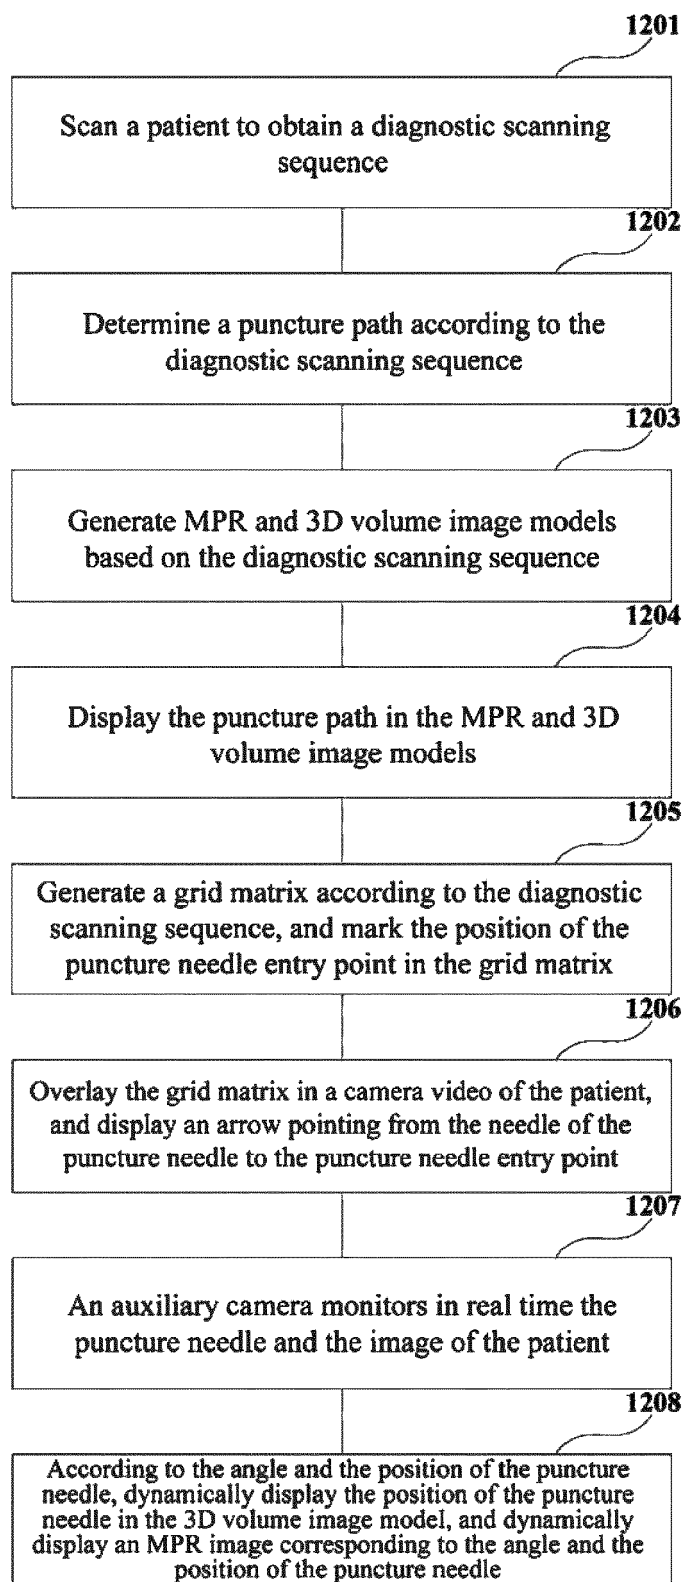 1201
Scan a patient to obtain a diagnostic scanning
sequence
1202
Determine a puncture path according to the
diagnostic scanning sequence
1203
Generate MPR and 3D volume image models
based on the diagnostic scanning sequence
1204
Display the puncture path in the MPR and 3D
volume image models
1205
Generate a grid matrix according to the diagnostic
scanning sequence, and mark the position of the
puncture needle entry point in the grid matrix
1206
Overlay the grid matrix in a camera video of the patient,
and display an arrow pointing from the needle of the
puncture needle to the puncture needle entry point
1207
An auxiliary camera monitors in real time the
puncture needle and the image of the patient
1208
According to the angle and the position of the puncture
needle, dynamically display the position of the puncture
needle in the 3D volume image model, and dynamically
display an MPR image corresponding to the angle and the
position of the puncture needle